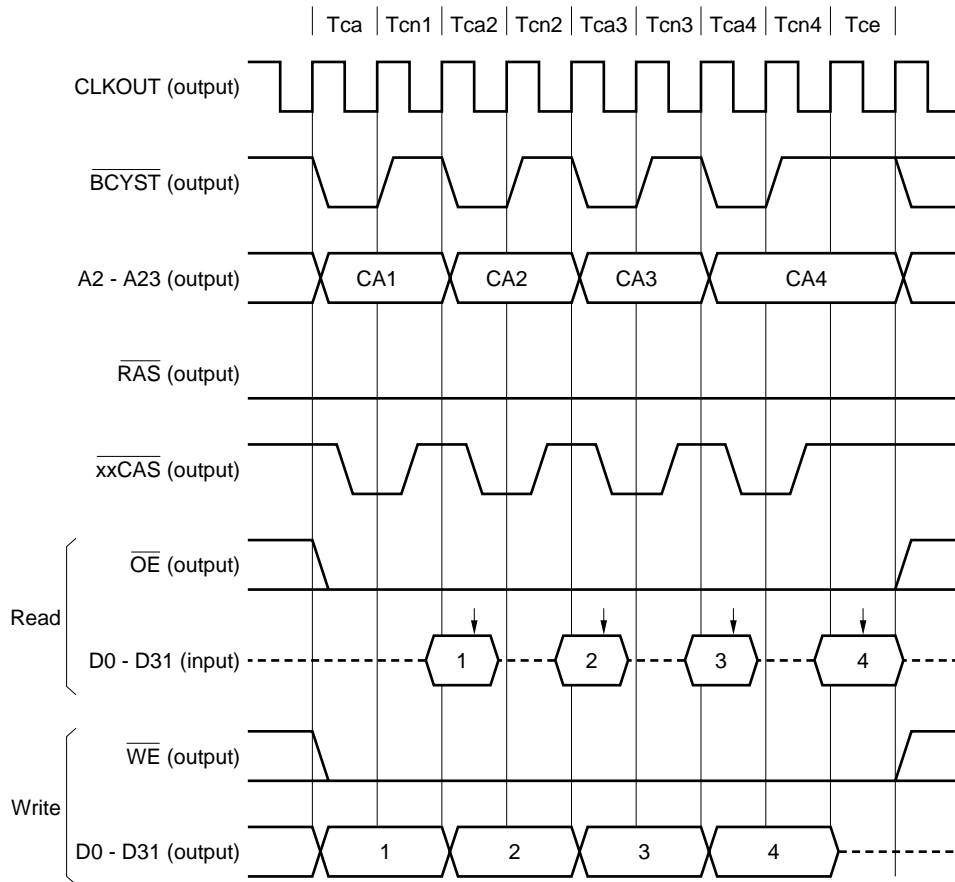 Tca Tcn1 Tca2 Tcn2 Tca3 Tcn3 Tca4 Tcn4 Tce
CLKOUT (output)
BCYST (output)
A2 - A23 (output) CA1 CA2 CA3 CA4
RAS (output)
xxCAS (output)
OE (output)
Read
D0 - D31 (input) 1 2 3 4
WE (output)
Write
D0 - D31 (output) 1 2 3 4